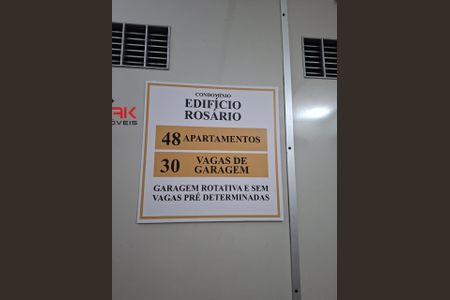 CONDOMÍNIO
EDIFÍCIO
ROSÁRIO
48 APARTAMENTOS
30 VAGAS DE
GARAGEM
GARAGEM ROTATIVA E SEM
VAGAS PRÉ DETERMINADAS